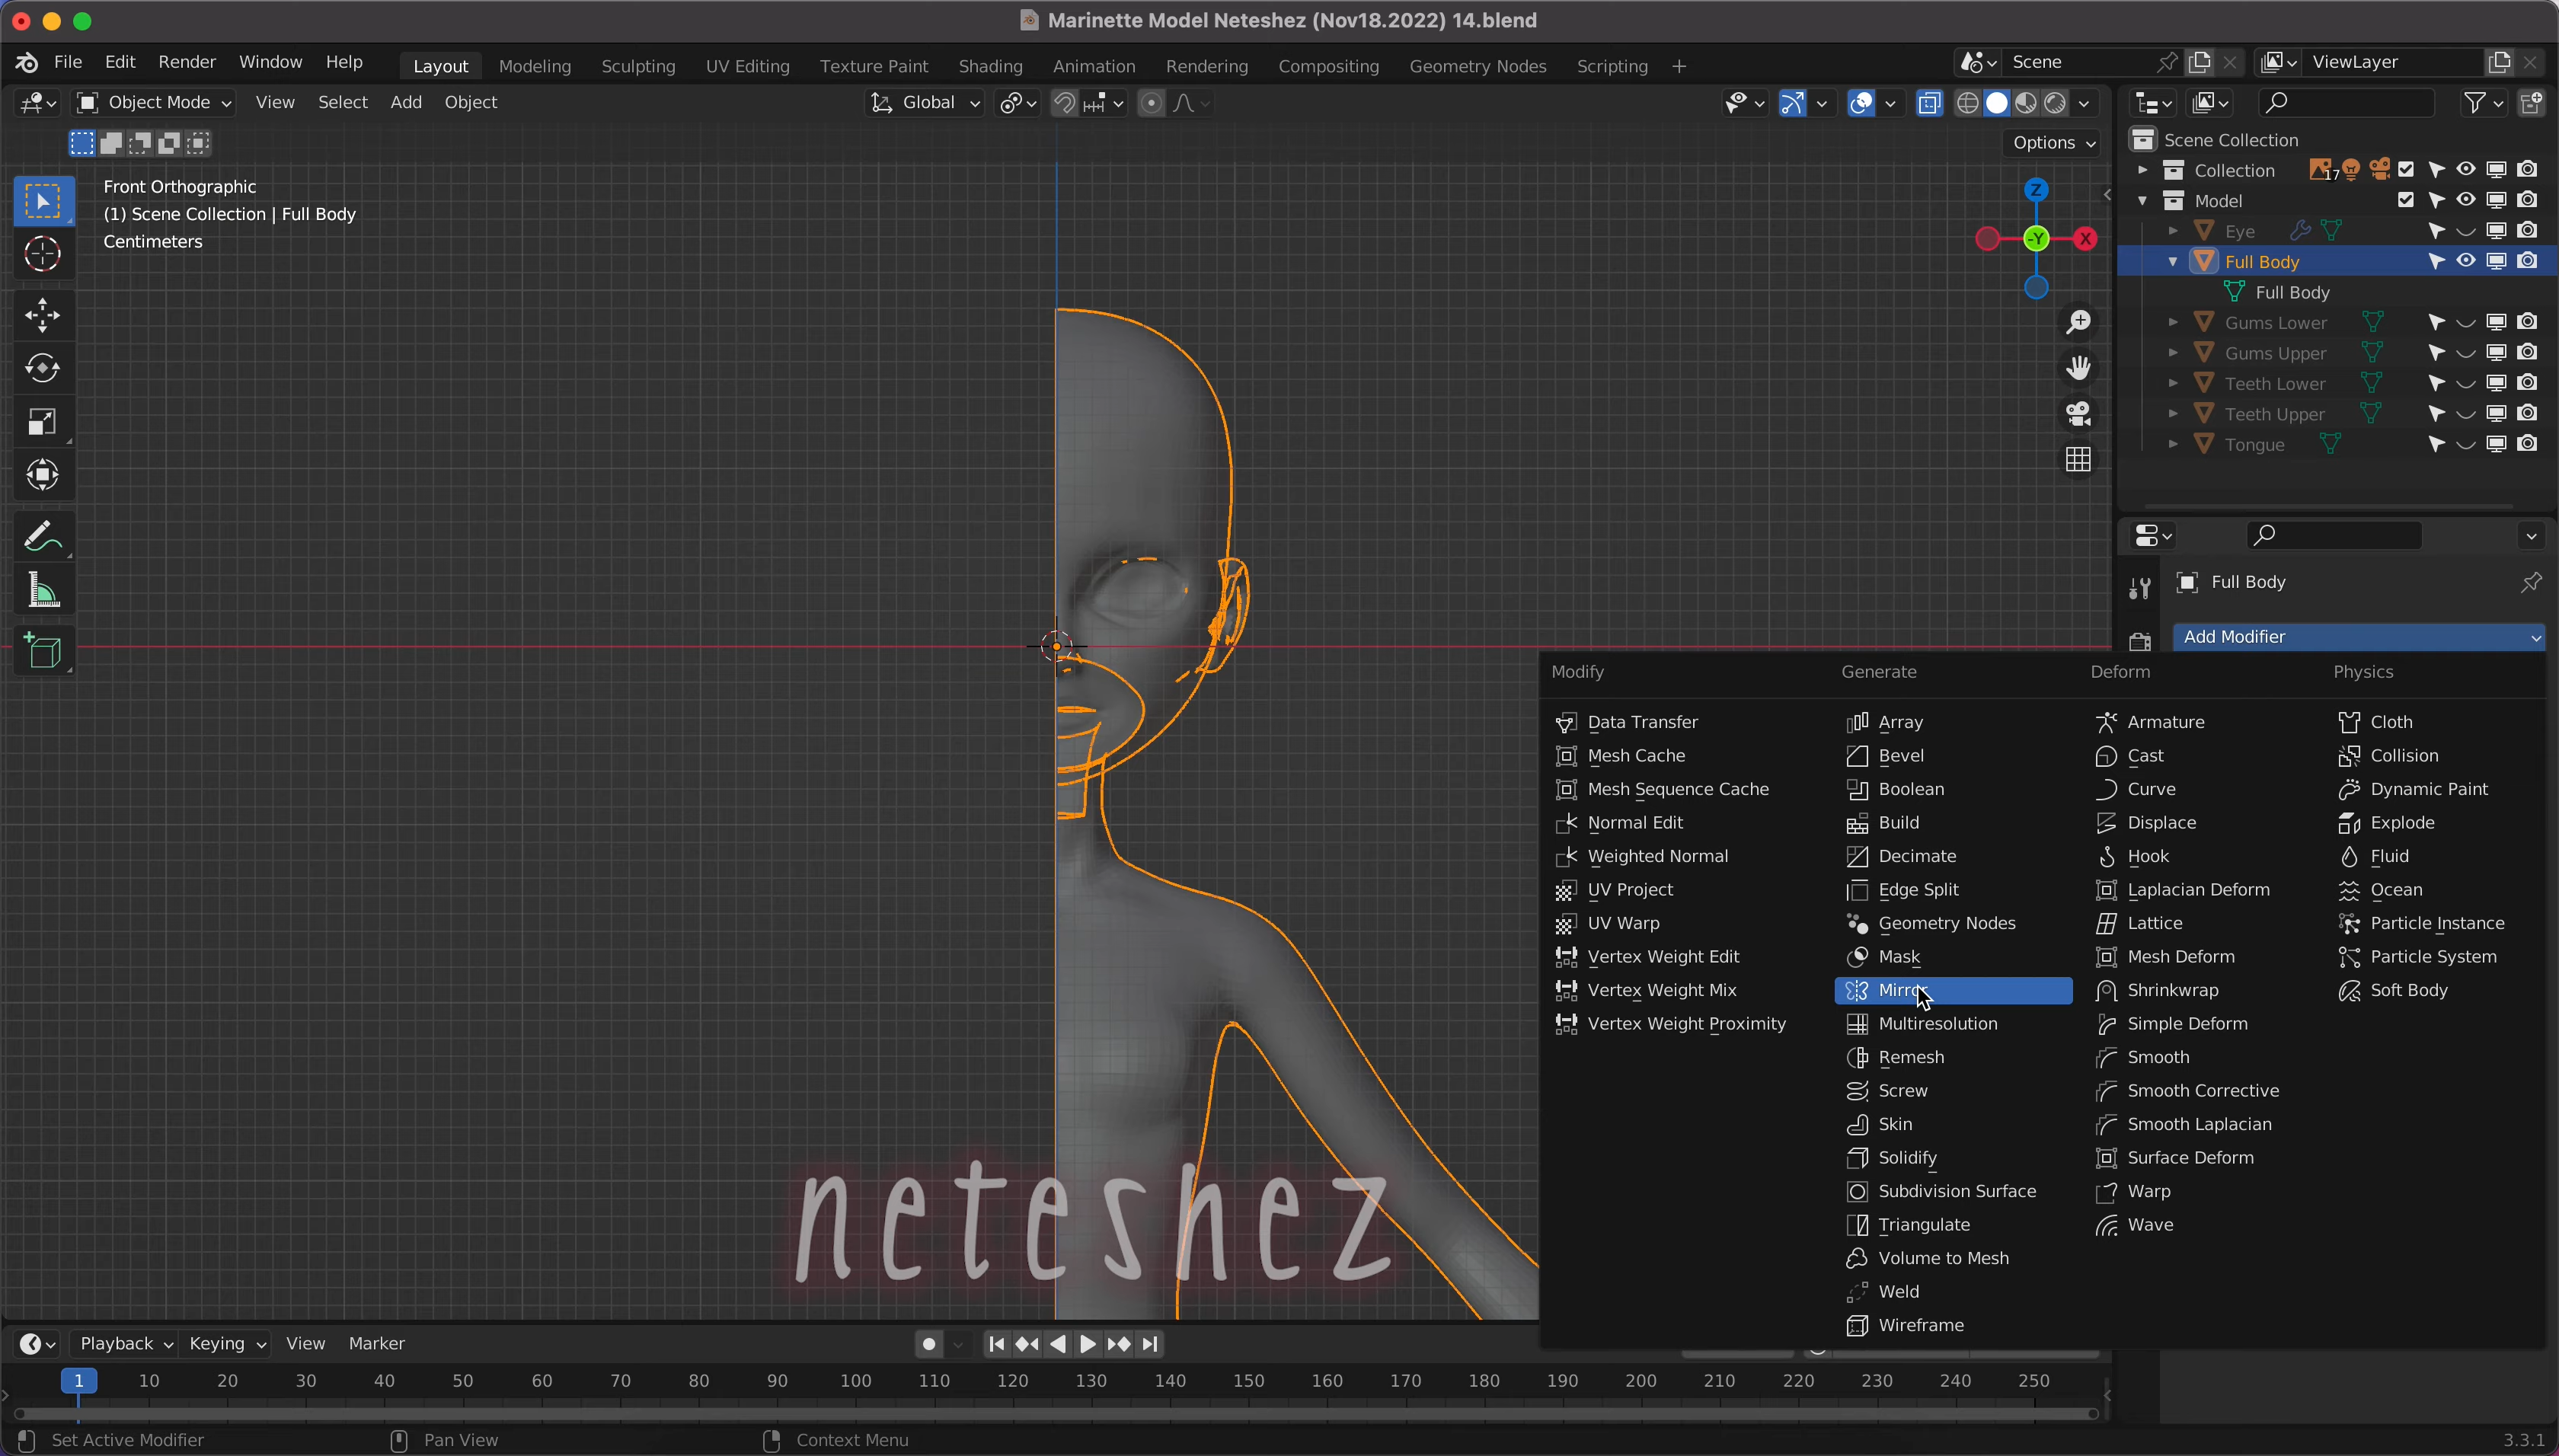 Marinette Model Neteshez (Nov18.2022) 14.blend
File Edit Render Window Help Layout Modeling Sculpting UV Editing Texture Paint Shading Animation Rendering Compositing Geometry Nodes Scripting + Scene ViewLayer
Object Mode View Select Add Object Global
Options
Front Orthographic
(1) Scene Collection | Full Body
Centimeters
Z
-Y X
Scene Collection
Collection 17
Model
Eye
Full Body
Full Body
Gums Lower
Gums Upper
Teeth Lower
Teeth Upper
Tongue
Full Body
Add Modifier
Modify Generate Deform Physics
Data Transfer Array Armature Cloth
Mesh Cache Bevel Cast Collision
Mesh Sequence Cache Boolean Curve Dynamic Paint
Normal Edit Build Displace Explode
Weighted Normal Decimate Hook Fluid
UV Project Edge Split Laplacian Deform Ocean
UV Warp Geometry Nodes Lattice Particle Instance
Vertex Weight Edit Mask Mesh Deform Particle System
Vertex Weight Mix Mirror Shrinkwrap Soft Body
Vertex Weight Proximity Multiresolution Simple Deform
Remesh Smooth
Screw Smooth Corrective
Skin Smooth Laplacian
Solidify Surface Deform
Subdivision Surface Warp
Triangulate Wave
Volume to Mesh
Weld
Wireframe
neteshez
Playback Keying View Marker
1 10 20 30 40 50 60 70 80 90 100 110 120 130 140 150 160 170 180 190 200 210 220 230 240 250
Set Active Modifier Pan View Context Menu 3.3.1